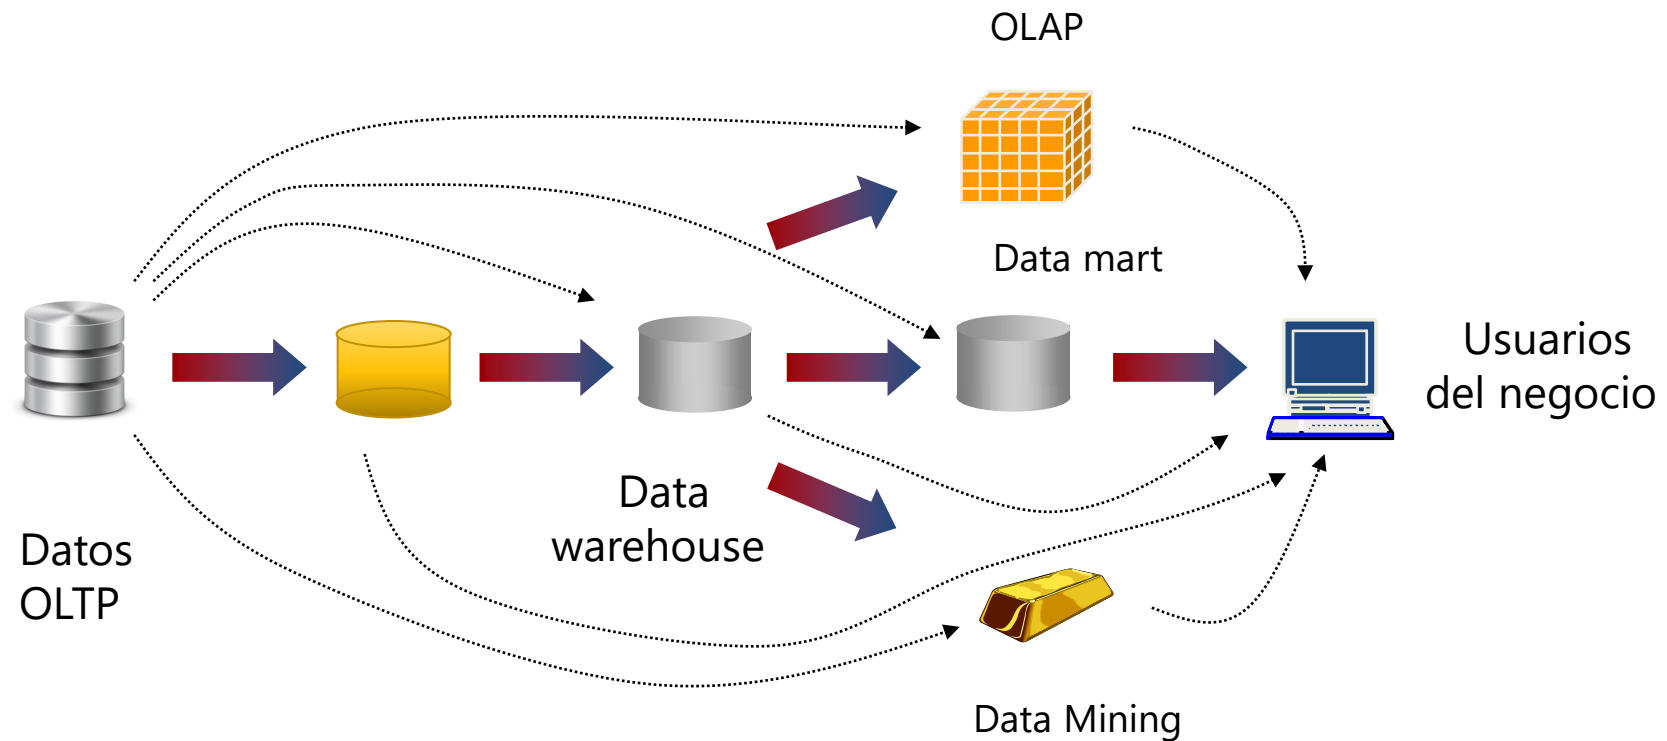 OLAP
Data mart
Usuarios
del negocio
Data
warehouse
Datos
OLTP
Data Mining